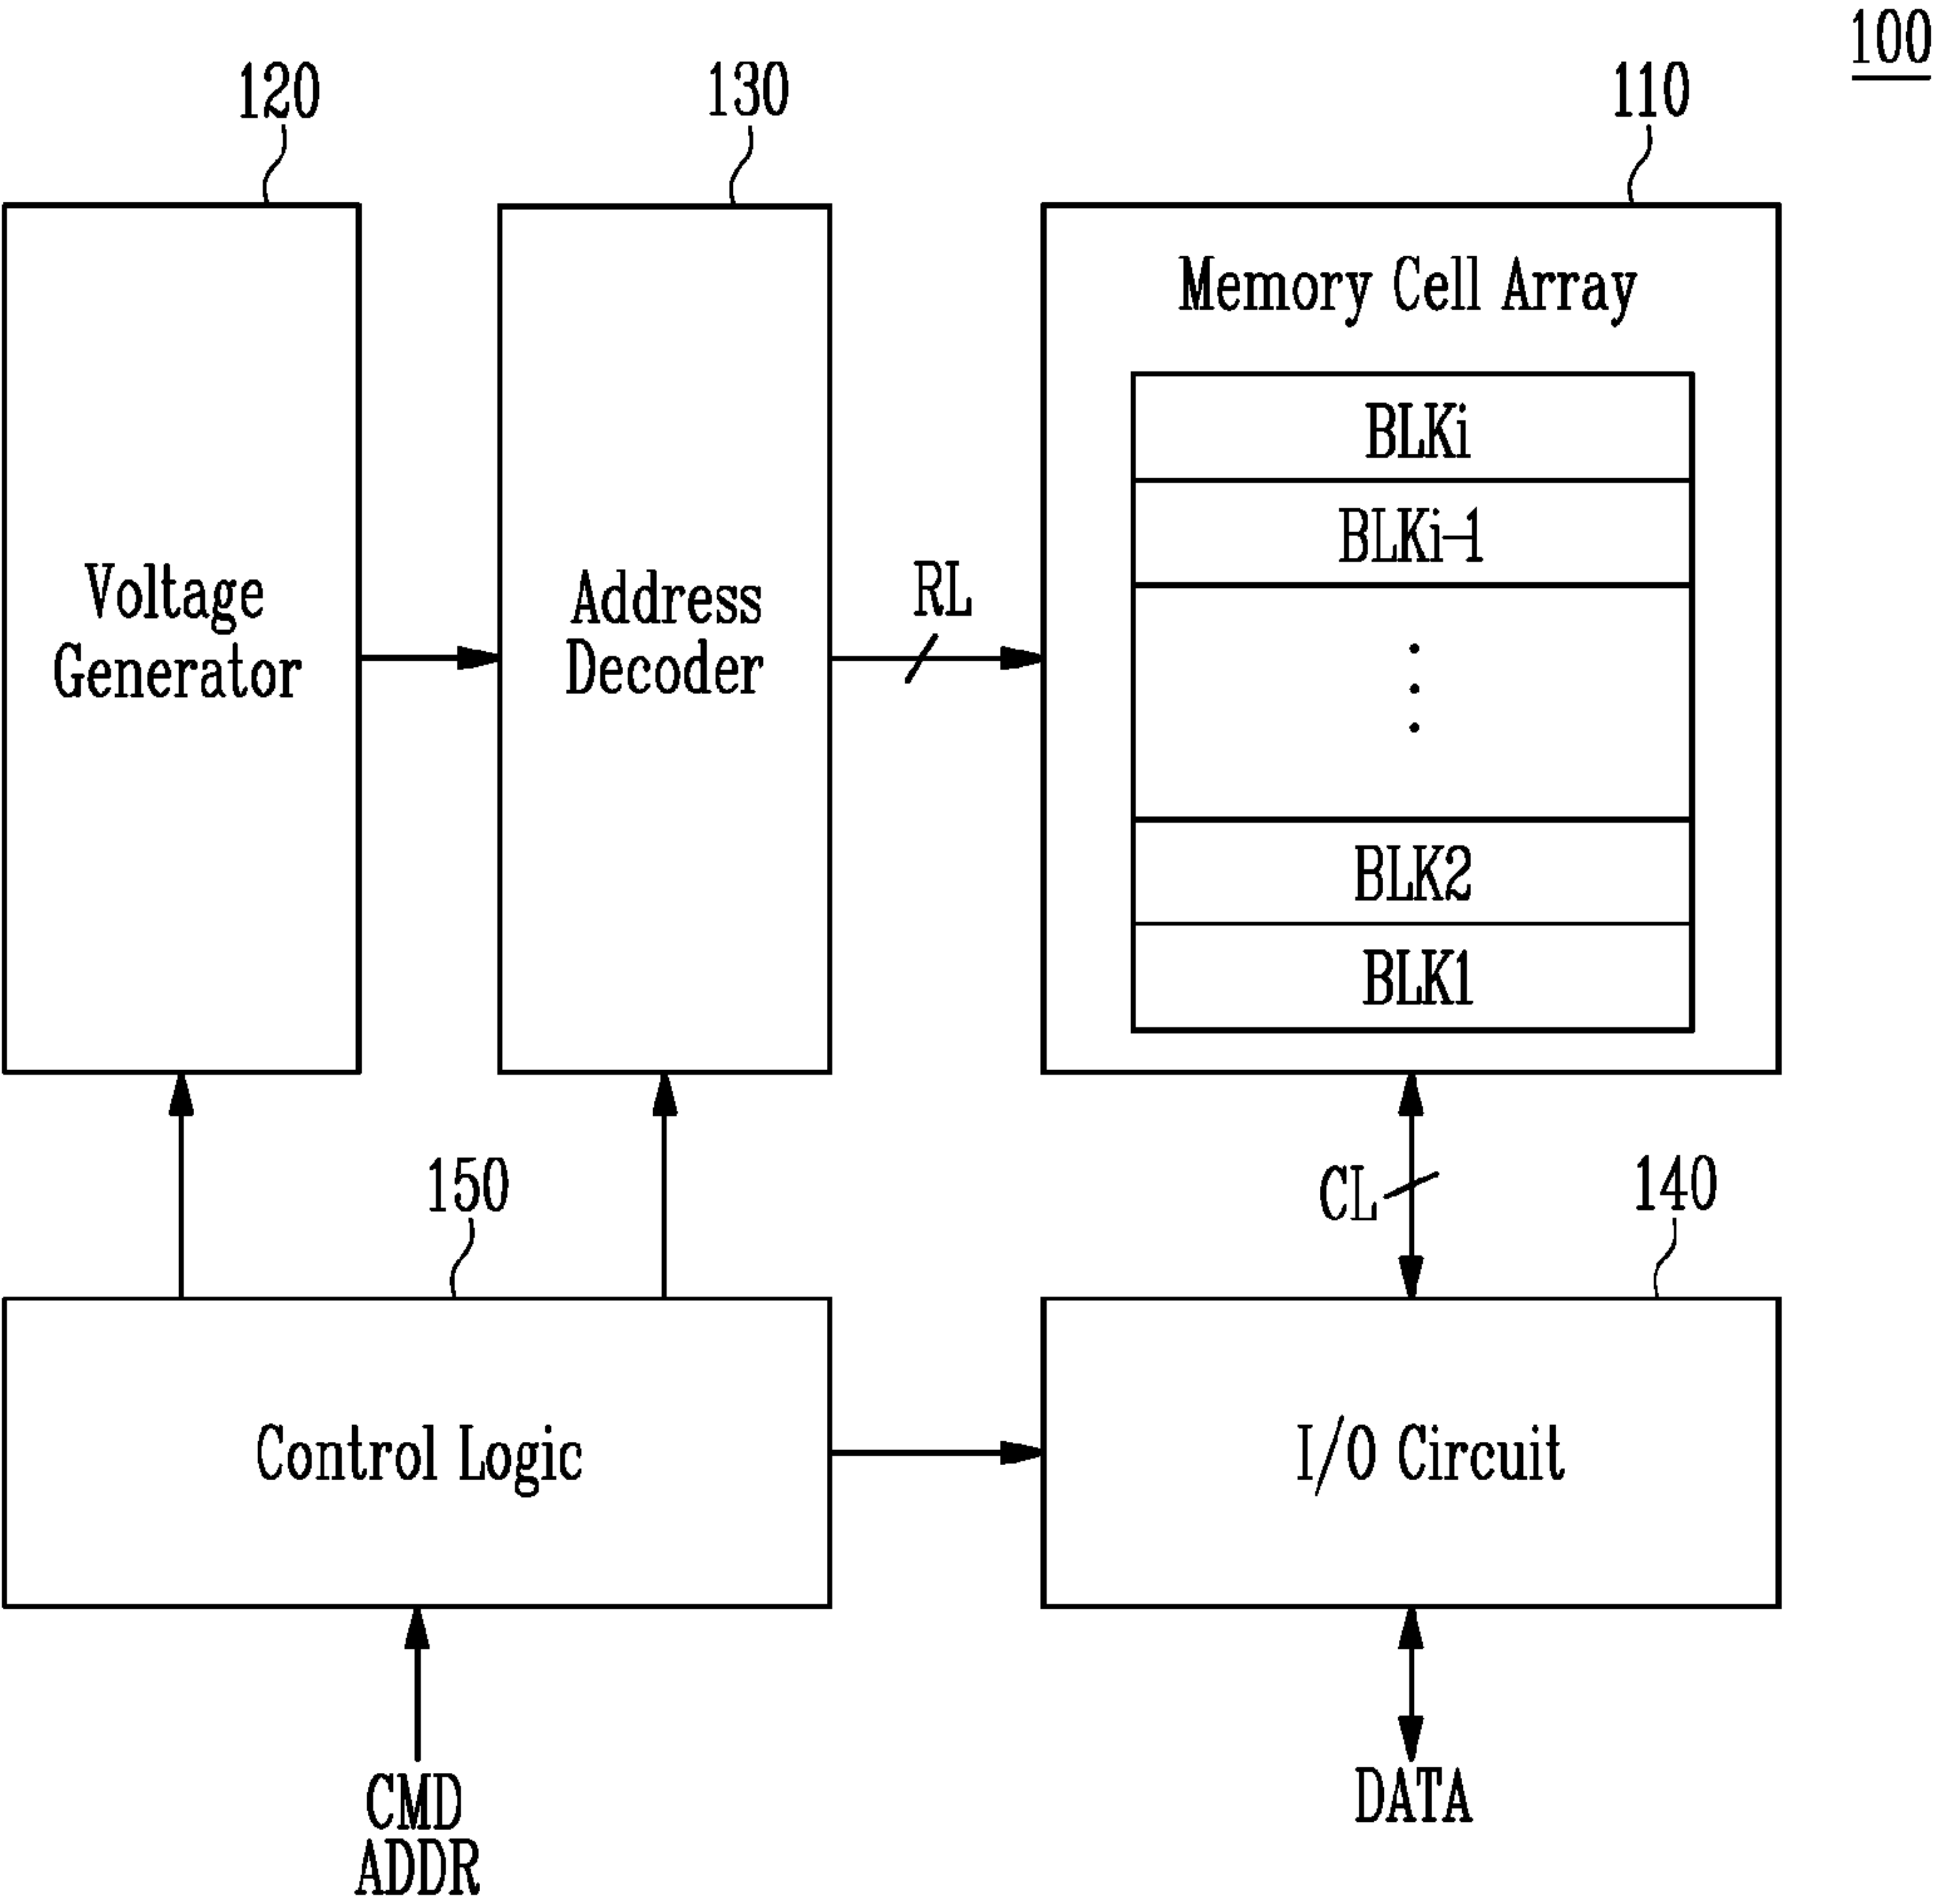 100
120
130
110
Memory Cell Array
BLKi
BLKi-1
Voltage
Generator
Address
Decoder
RL
BLK2
BLK1
150
CL
140
Control Logic
I/O Circuit
CMD
ADDR
DATA